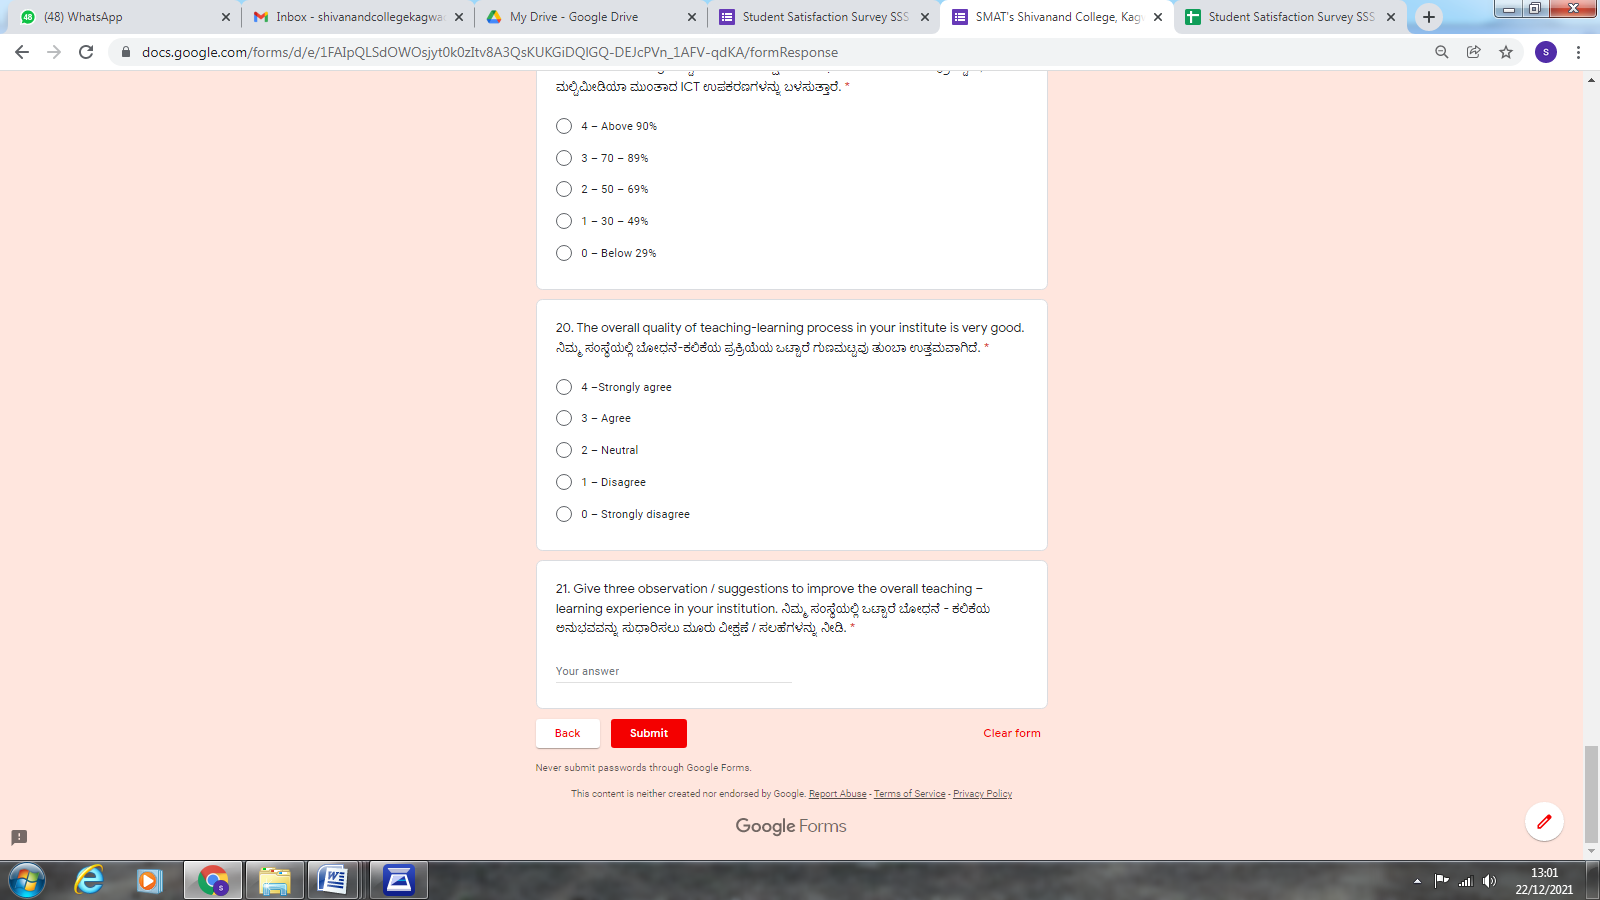 (48) WhatsApp
Inbox - shivanandcollegekagwa
My Drive - Google Drive
Student Satisfaction Survey SSS
SMAT's Shivanand College, Kag
Student Satisfaction Survey SSS
docs.google.com/forms/d/e/1FAIpQLSdOWOsjyt0k0zItv8A3QsKUKGiDQlGQ-DEJcPVn_1AFV-qdKA/formResponse
ಮಲ್ಟಿಮೀಡಿಯಾ ಮುಂತಾದ ICT ಉಪಕರಣಗಳನ್ನು ಬಳಸುತ್ತಾರೆ. *
4 – Above 90%
3 – 70 – 89%
2 – 50 – 69%
1 – 30 – 49%
0 – Below 29%
20. The overall quality of teaching-learning process in your institute is very good.
ನಿಮ್ಮ ಸಂಸ್ಥೆಯಲ್ಲಿ ಬೋಧನೆ-ಕಲಿಕೆಯ ಪ್ರಕ್ರಿಯೆಯ ಒಟ್ಟಾರೆ ಗುಣಮಟ್ಟವು ತುಂಬಾ ಉತ್ತಮವಾಗಿದೆ. *
4 –Strongly agree
3 – Agree
2 – Neutral
1 – Disagree
0 – Strongly disagree
21. Give three observation / suggestions to improve the overall teaching –
learning experience in your institution. ನಿಮ್ಮ ಸಂಸ್ಥೆಯಲ್ಲಿ ಒಟ್ಟಾರೆ ಬೋಧನೆ - ಕಲಿಕೆಯ
ಅನುಭವವನ್ನು ಸುಧಾರಿಸಲು ಮೂರು ವೀಕ್ಷಣೆ / ಸಲಹೆಗಳನ್ನು ನೀಡಿ. *
Your answer
Back
Submit
Clear form
Never submit passwords through Google Forms.
This content is neither created nor endorsed by Google. Report Abuse - Terms of Service - Privacy Policy
Google Forms
13:01
22/12/2021